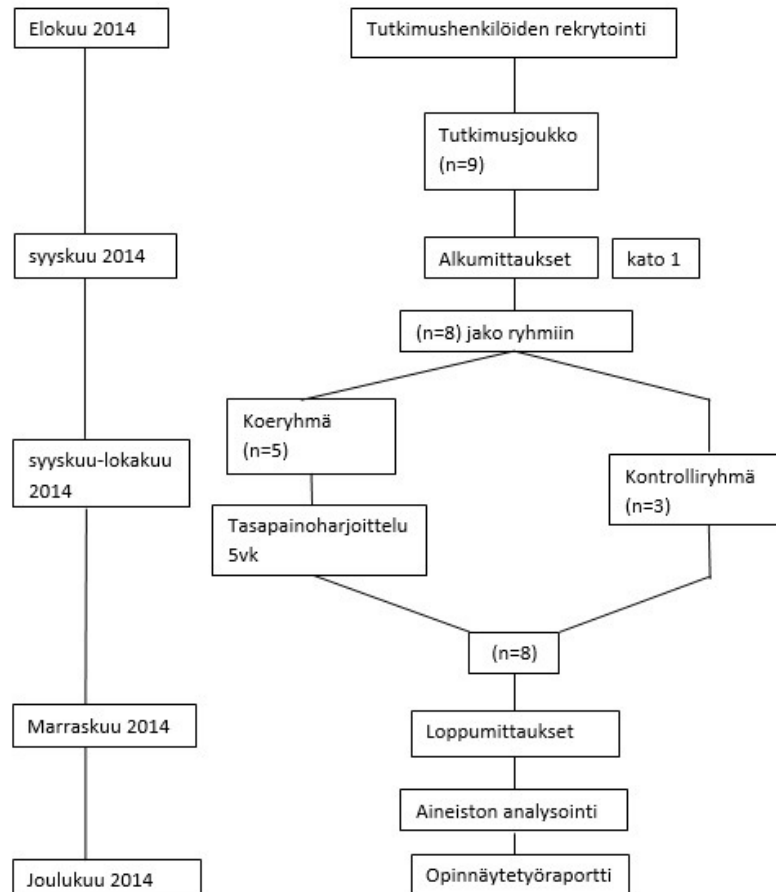 Elokuu 2014
Tutkimushenkilöiden rekrytointi
Tutkimusjoukko
(n=9)
syyskuu 2014
Alkumittaukset
kato 1
(n=8) jako ryhmiin
Koeryhmä
(n=5)
syyskuu-lokakuu
2014
Kontrolliryhmä
(n=3)
Tasapainoharjoittelu
5vk
(n=8)
Marraskuu 2014
Loppumittaukset
Aineiston analysointi
Joulukuu 2014
Opinnäytetyöraportti